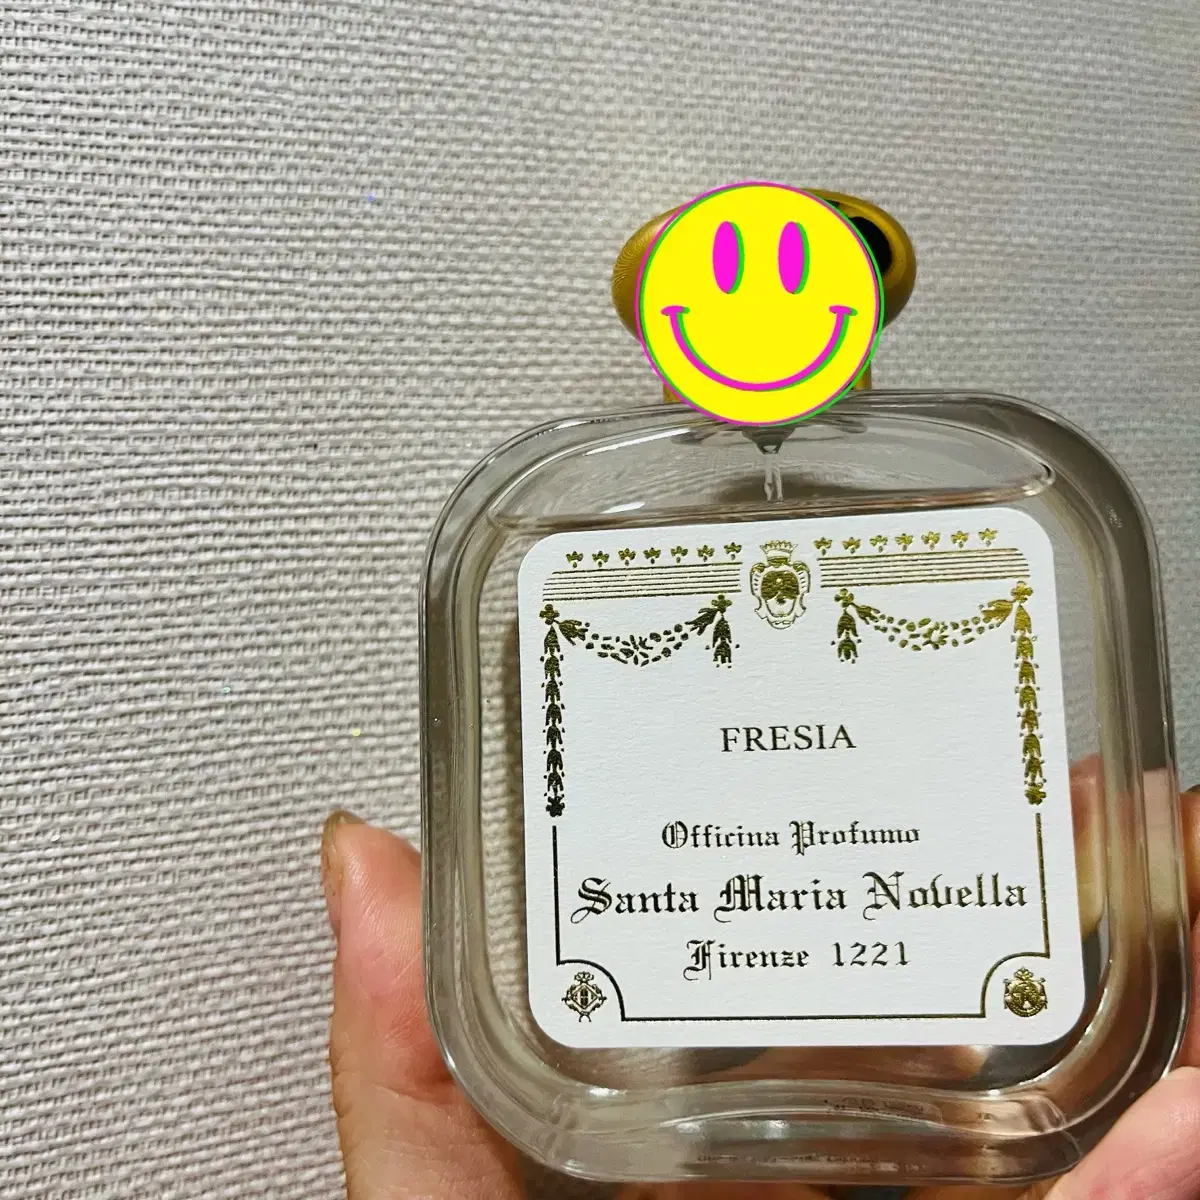 FRESIA
Officina Profumo
Santa Maria Novella
Firenze 1221